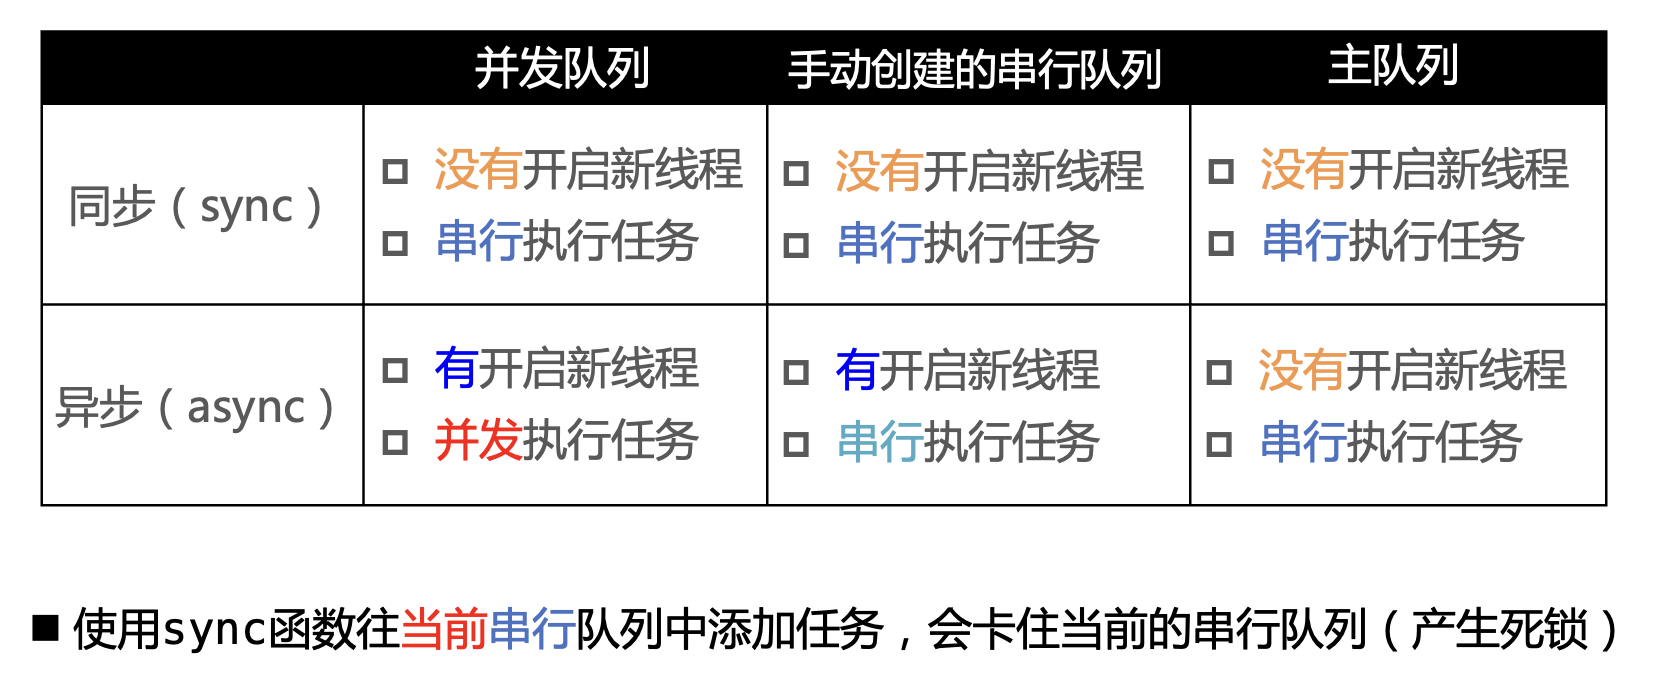 并发队列 手动创建的串行队列 主队列
同步（sync） 没有开启新线程 没有开启新线程 没有开启新线程
串行执行任务 串行执行任务 串行执行任务
异步（async） 有开启新线程 有开启新线程 没有开启新线程
并发执行任务 串行执行任务 串行执行任务
使用sync函数往当前串行队列中添加任务，会卡住当前的串行队列（产生死锁）